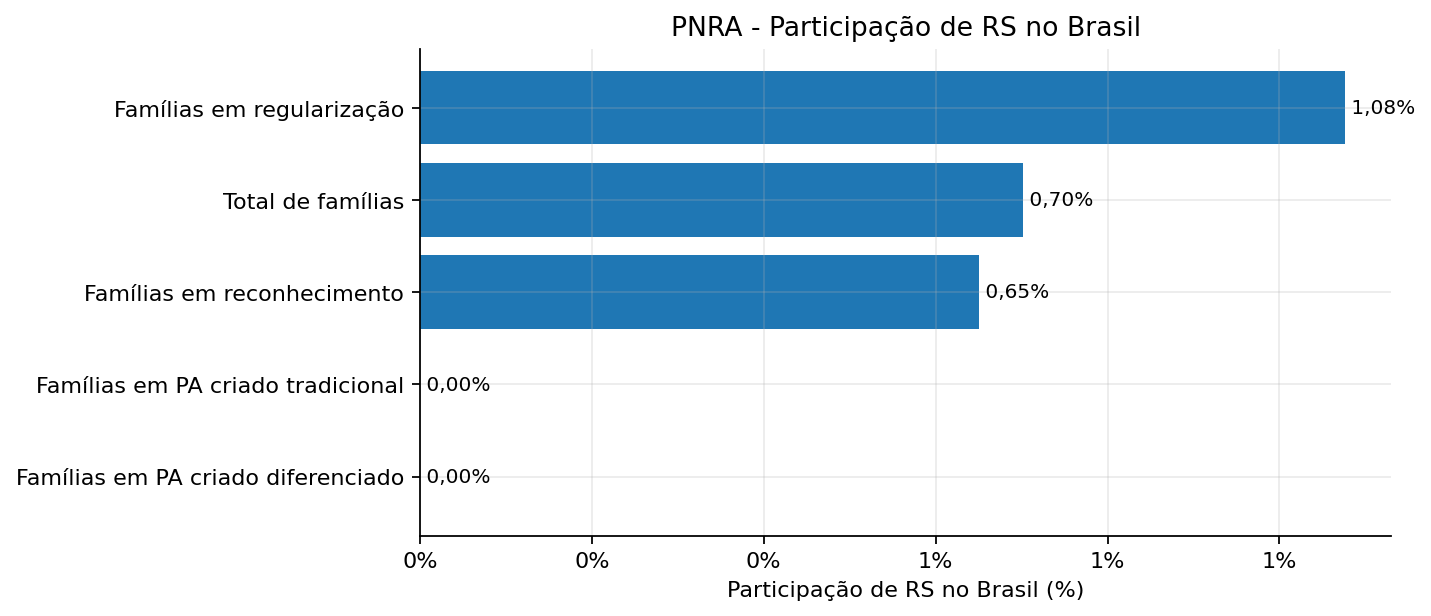 PNRA - Participação de RS no Brasil
Famílias em regularização
1,08%
Total de famílias
0,70%
Famílias em reconhecimento
0,65%
Famílias em PA criado tradicional
0,00%
Famílias em PA criado diferenciado
0,00%
0% 0% 0% 1% 1% 1%
Participação de RS no Brasil (%)